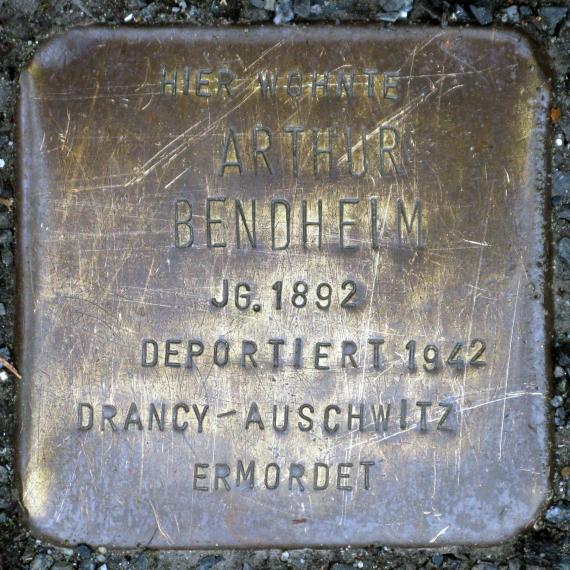 HIER WOHNTE
ARTHUR
BENDHEIM
JG. 1892
DEPORTIERT 1942
DRANCY-AUSCHWITZ
ERMORDET